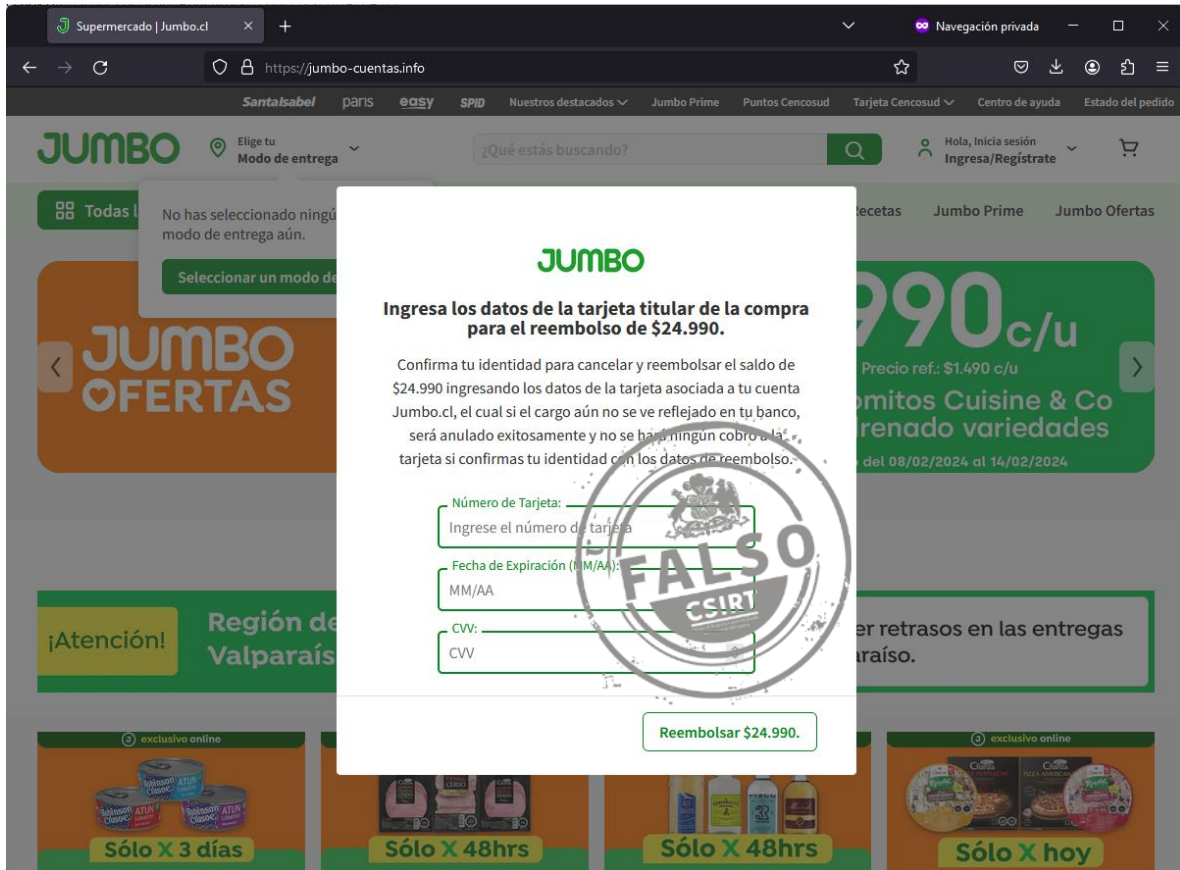 Supermercado | Jumbo.cl
Navegación privada
https://jumbo-cuentas.info
Santa Isabel paris easy SPID Nuestros destacados Jumbo Prime Puntos Cencosud Tarjeta Cencosud Centro de ayuda Estado del pedido
JUMBO
Elige tu
Modo de entrega
¿Qué estás buscando?
Hola, Inicia sesión
Ingresa/Regístrate
Todas l
Recetas Jumbo Prime Jumbo Ofertas
No has seleccionado ningú
modo de entrega aún.
Seleccionar un modo de
JUMBO
OFERTAS
990 c/u
Precio ref.: $1.490 c/u
omitos Cuisine & Co
drenado variedades
del 08/02/2024 al 14/02/2024
JUMBO
Ingresa los datos de la tarjeta titular de la compra
para el reembolso de $24.990.
Confirma tu identidad para cancelar y reembolsar el saldo de
$24.990 ingresando los datos de la tarjeta asociada a tu cuenta
Jumbo.cl, el cual si el cargo aún no se ve reflejado en tu banco,
será anulado exitosamente y no se hará ningún cobro a la
tarjeta si confirmas tu identidad con los datos de reembolso.
Número de Tarjeta:
Ingrese el número de tarjeta
Fecha de Expiración (MM/AA):
MM/AA
CVV:
CVV
FALSO
CSIRT
Reembolsar $24.990.
¡Atención!
Región de
Valparaís
er retrasos en las entregas
araíso.
exclusivo online
Robinson Crusoe ATUN
Sólo X 3 días
Sólo X 48hrs
PISCO
Sólo X 48hrs
exclusivo online
Sólo X hoy